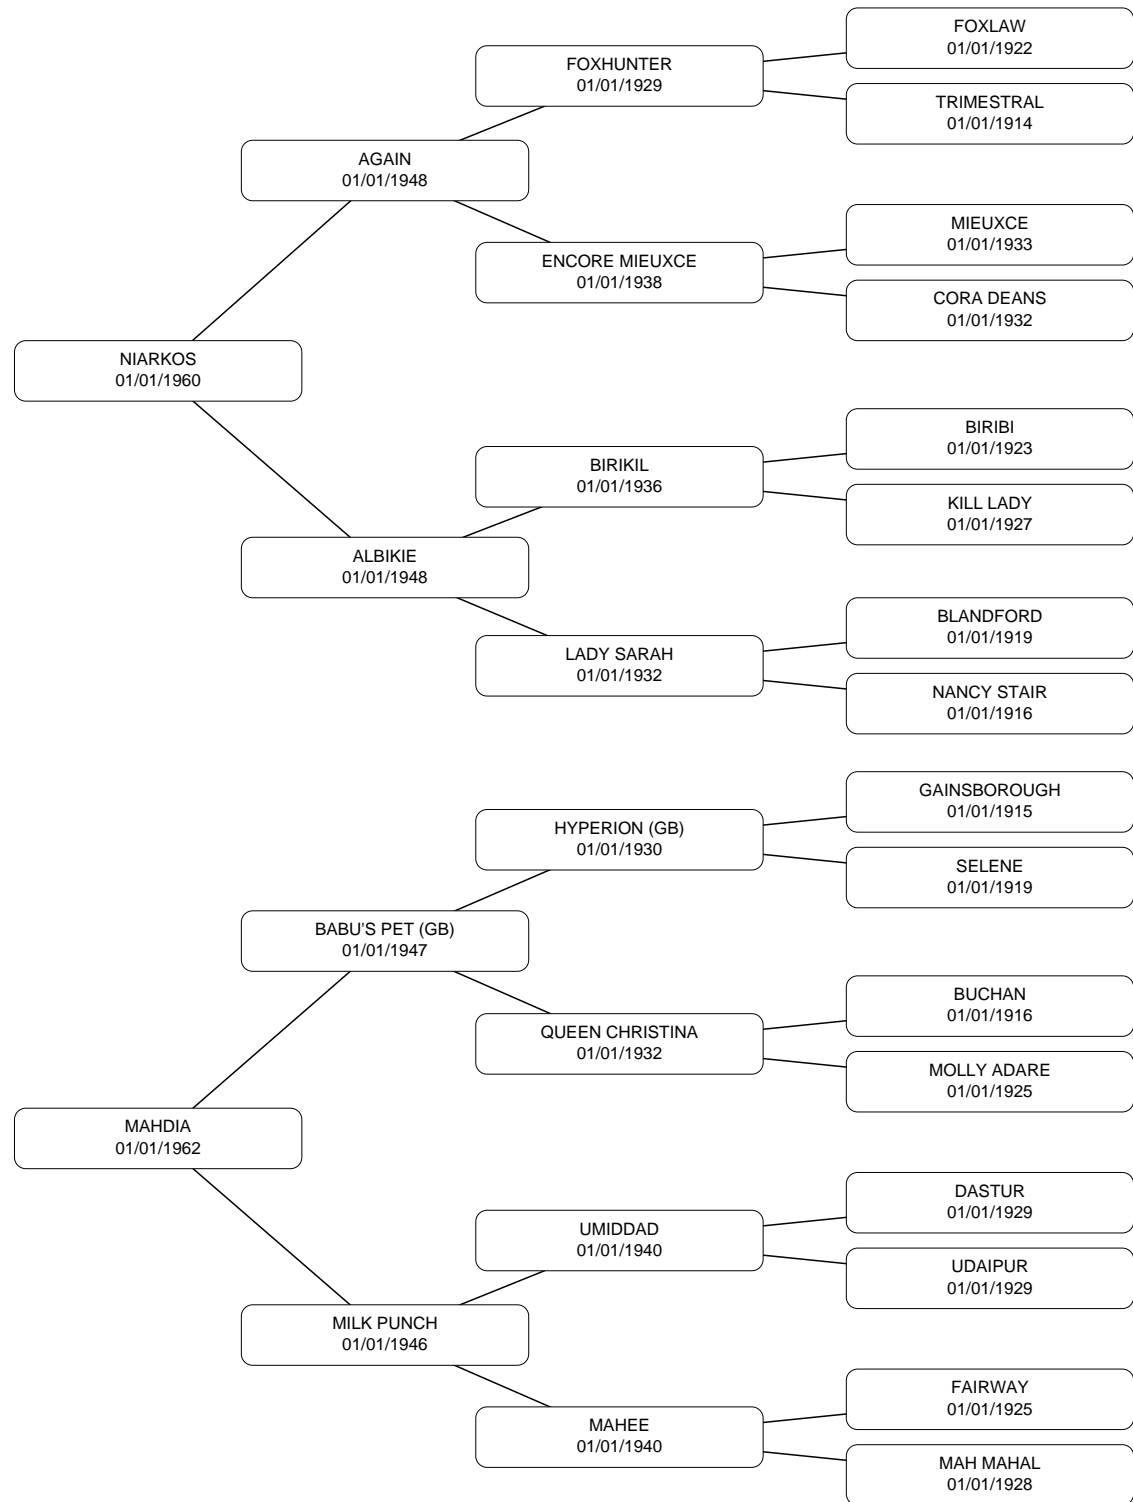 FOXLAW
01/01/1922
FOXHUNTER
01/01/1929
TRIMESTRAL
01/01/1914
AGAIN
01/01/1948
MIEUXCE
01/01/1933
ENCORE MIEUXCE
01/01/1938
CORA DEANS
01/01/1932
NIARKOS
01/01/1960
BIRIBI
01/01/1923
BIRIKIL
01/01/1936
KILL LADY
01/01/1927
ALBIKIE
01/01/1948
BLANDFORD
01/01/1919
LADY SARAH
01/01/1932
NANCY STAIR
01/01/1916
GAINSBOROUGH
01/01/1915
HYPERION (GB)
01/01/1930
SELENE
01/01/1919
BABU'S PET (GB)
01/01/1947
BUCHAN
01/01/1916
QUEEN CHRISTINA
01/01/1932
MOLLY ADARE
01/01/1925
MAHDIA
01/01/1962
DASTUR
01/01/1929
UMIDDAD
01/01/1940
UDAIPUR
01/01/1929
MILK PUNCH
01/01/1946
FAIRWAY
01/01/1925
MAHEE
01/01/1940
MAH MAHAL
01/01/1928